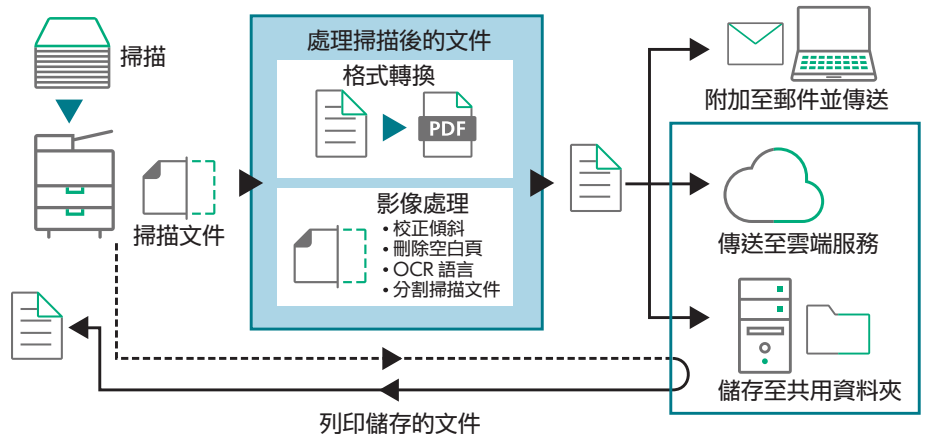 掃描
掃描文件
處理掃描後的文件
格式轉換
PDF
影像處理
• 校正傾斜
• 刪除空白頁
• OCR 語言
• 分割掃描文件
附加至郵件並傳送
傳送至雲端服務
儲存至共用資料夾
列印儲存的文件